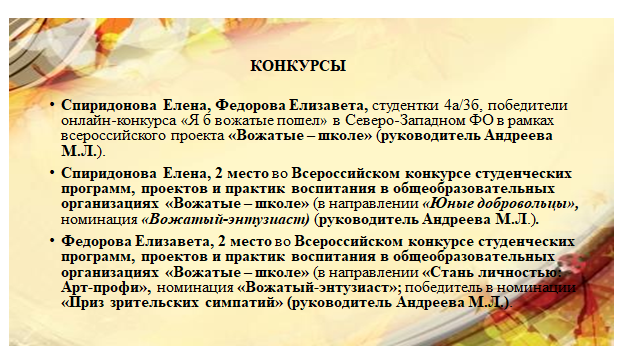 КОНКУРСЫ
• Спиридонова Елена, Федорова Елизавета, студентки 4а/3б, победители
онлайн-конкурса «Я б вожатые пошел» в Северо-Западном ФО в рамках
всероссийского проекта «Вожатые – школе» (руководитель Андреева
М.Л.).
• Спиридонова Елена, 2 место во Всероссийском конкурсе студенческих
программ, проектов и практик воспитания в общеобразовательных
организациях «Вожатые – школе» (в направлении «Юные добровольцы»,
номинация «Вожатый-энтузиаст) (руководитель Андреева М.Л.).
• Федорова Елизавета, 2 место во Всероссийском конкурсе студенческих
программ, проектов и практик воспитания в общеобразовательных
организациях «Вожатые – школе» (в направлении «Стань личностью:
Арт-профи», номинация «Вожатый-энтузиаст»; победитель в номинации
«Приз зрительских симпатий» (руководитель Андреева М.Л.).